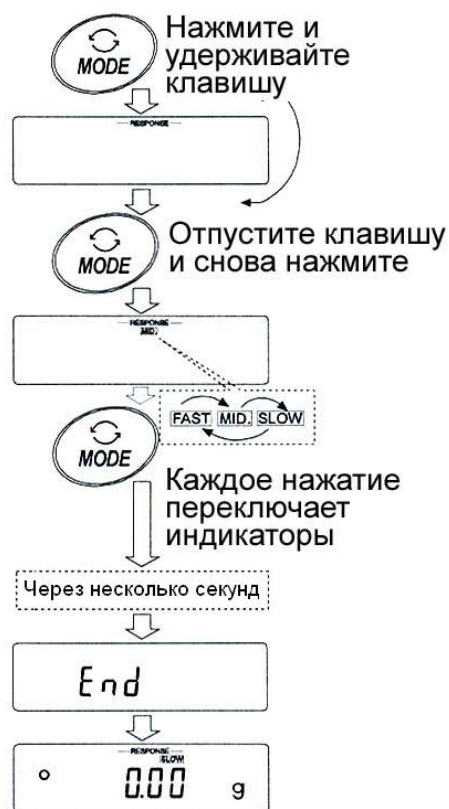 MODE
Нажмите и
удерживайте
клавишу
RESPONSE
MODE
Отпустите клавишу
и снова нажмите
RESPONSE
MID.
FAST MID. SLOW
MODE
Каждое нажатие
переключает
индикаторы
Через несколько секунд
End
RESPONSE
SLOW
0.00 g